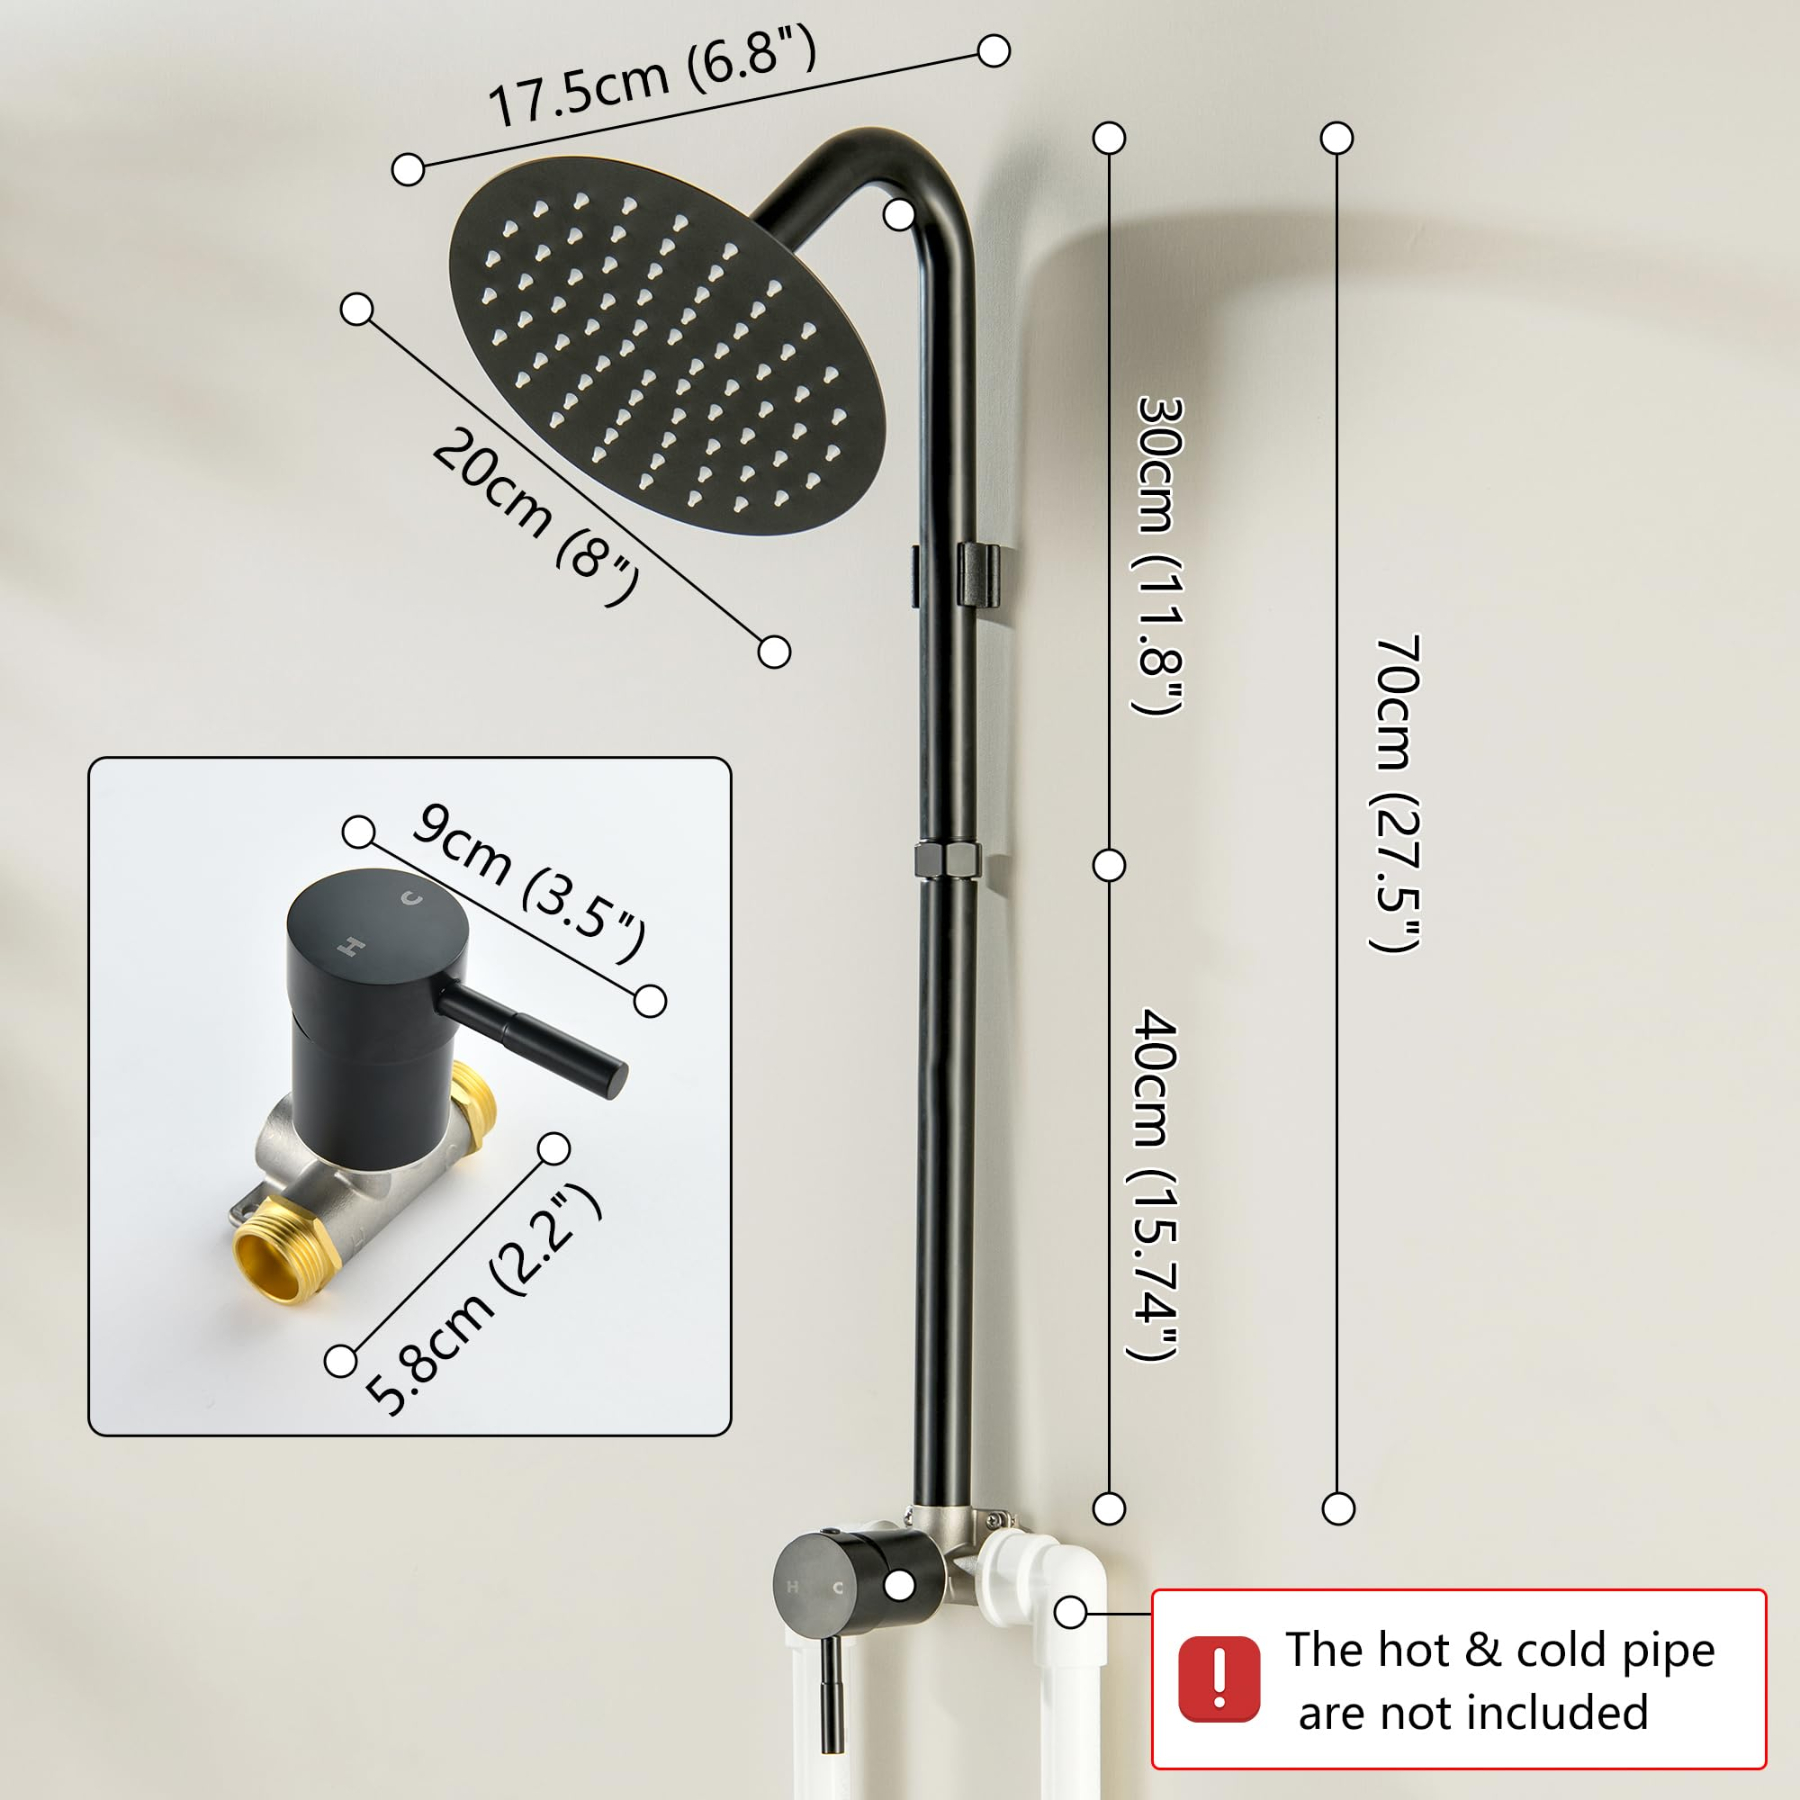 17.5cm (6.8")
20cm (8")
30cm (11.8")
70cm (27.5")
9cm (3.5")
C
H
5.8cm (2.2")
40cm (15.74")
H C
The hot & cold pipe
are not included